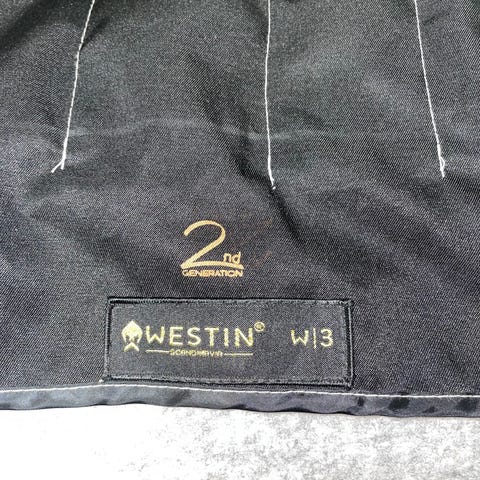 2nd
GENERATION
WESTIN® W|3
SCANDINAVIA